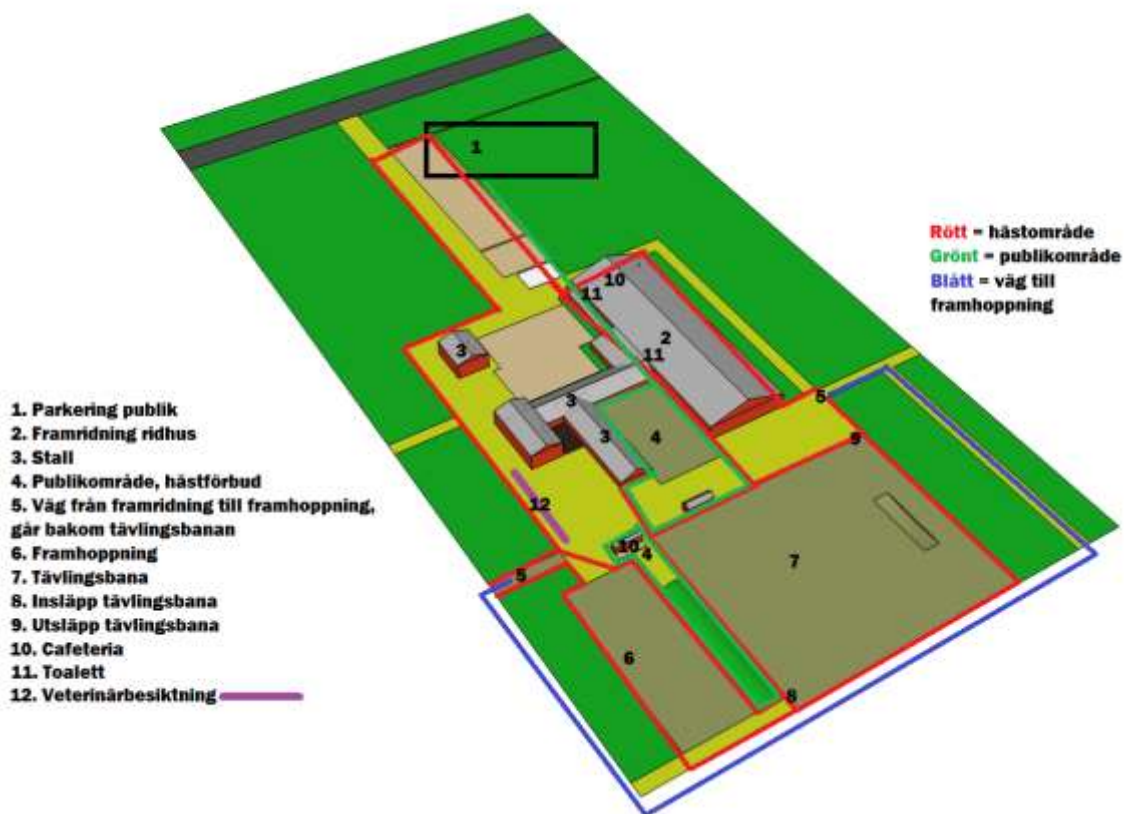 1
Rött = hästområde
Grönt = publikområde
Blått = väg till
framhoppning
10
11
2
3
11
5
3
3
4
9
1. Parkering publik
2. Framridning ridhus
3. Stall
4. Publikområde, hästförbud
5. Väg från framridning till framhoppning,
går bakom tävlingsbanan
6. Framhoppning
7. Tävlingsbana
8. Insläpp tävlingsbana
9. Utsläpp tävlingsbana
10. Cafeteria
11. Toalett
12. Veterinärbesiktning
12
10
4
7
5
6
8